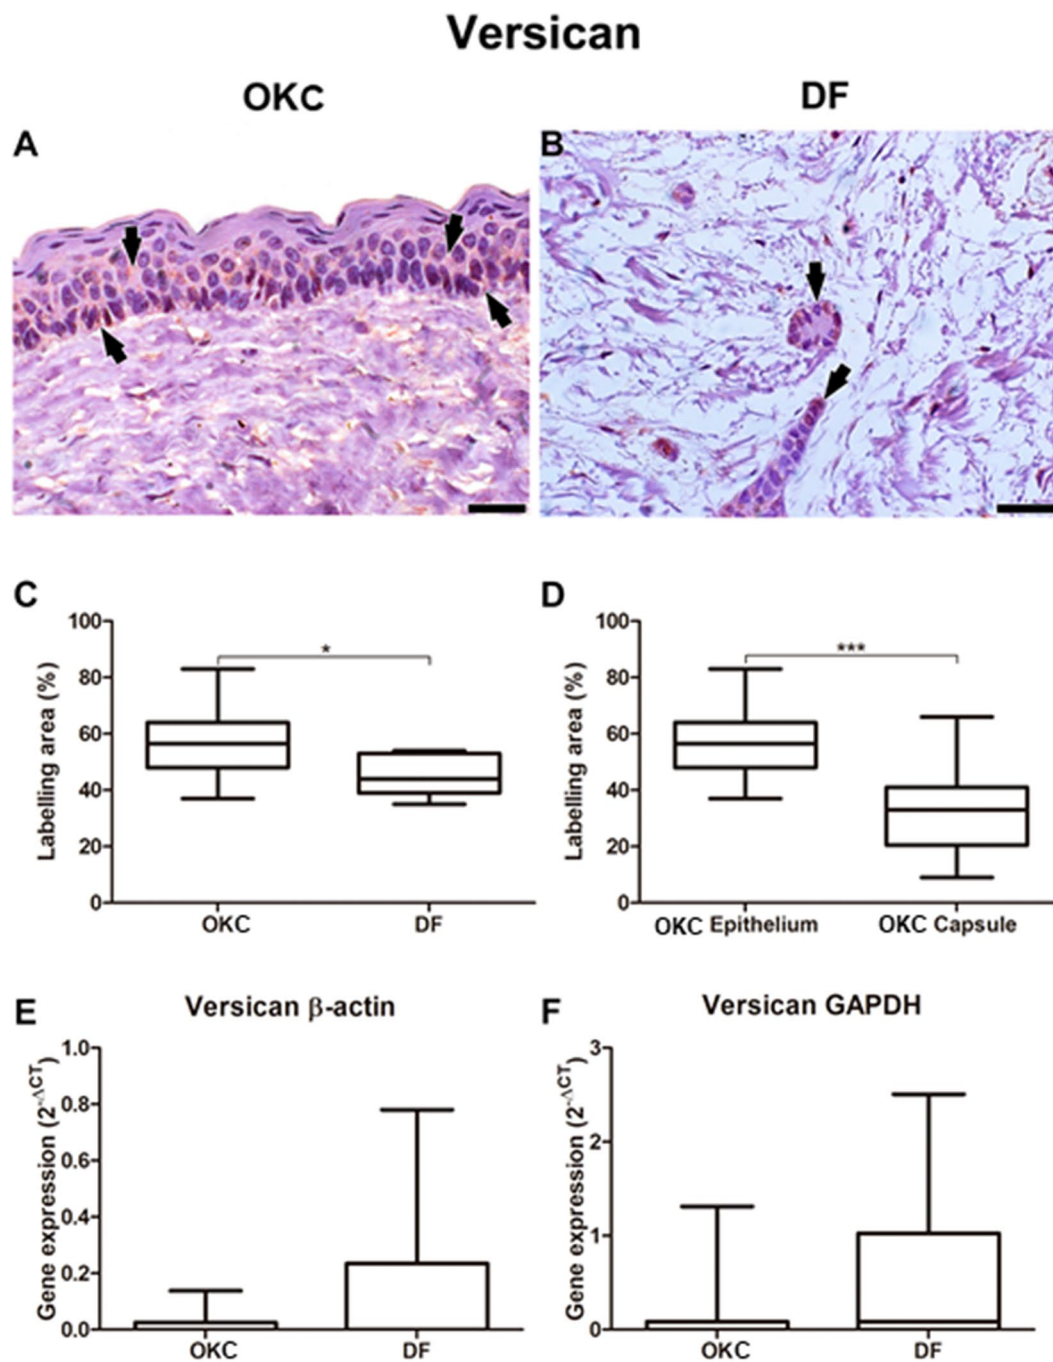 Versican
OKC DF
A B
C D
100 100
* ***
80 80
60 60
40 40
20 20
0 0
Labelling area (%) Labelling area (%)
OKC DF OKC Epithelium OKC Capsule
E Versican β-actin F Versican GAPDH
1.0 3
0.8
0.6 2
0.4 1
0.2
0.0 0
Gene expression (2-ΔCT) Gene expression (2-ΔCT)
OKC DF OKC DF